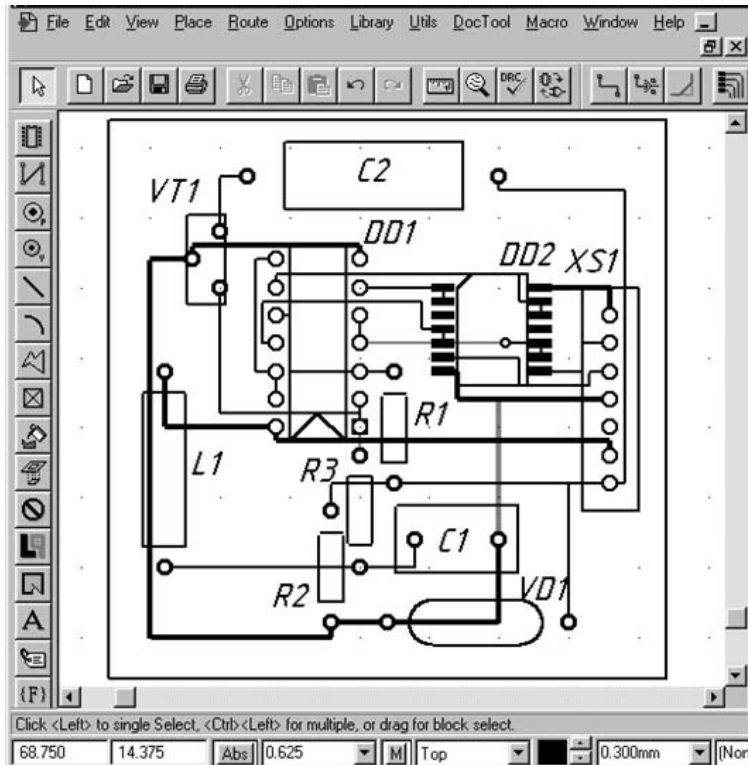 File Edit View Place Route Options Library Utils DocTool Macro Window Help
DRC
C2
VT1
DD1
DD2 XS1
R1
L1
R3
C1
R2
VD1
A
{F}
Click <Left> to single Select, <Ctrl><Left> for multiple, or drag for block select.
68.750 14.375 Abs 0.625 M Top 0.300mm (Nor